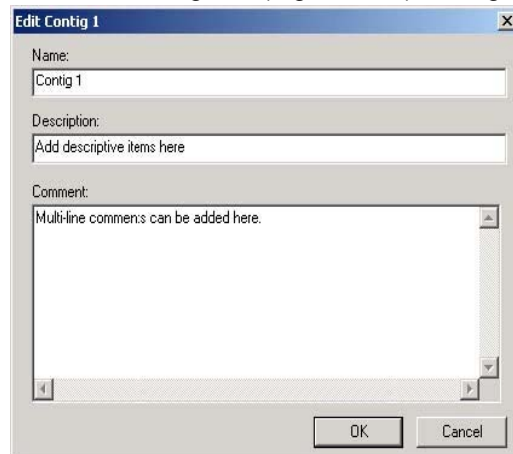 Edit Contig 1
Name:
Contig 1
Description:
Add descriptive items here
Comment:
Multi-line commen:s can be added here.
OK Cancel